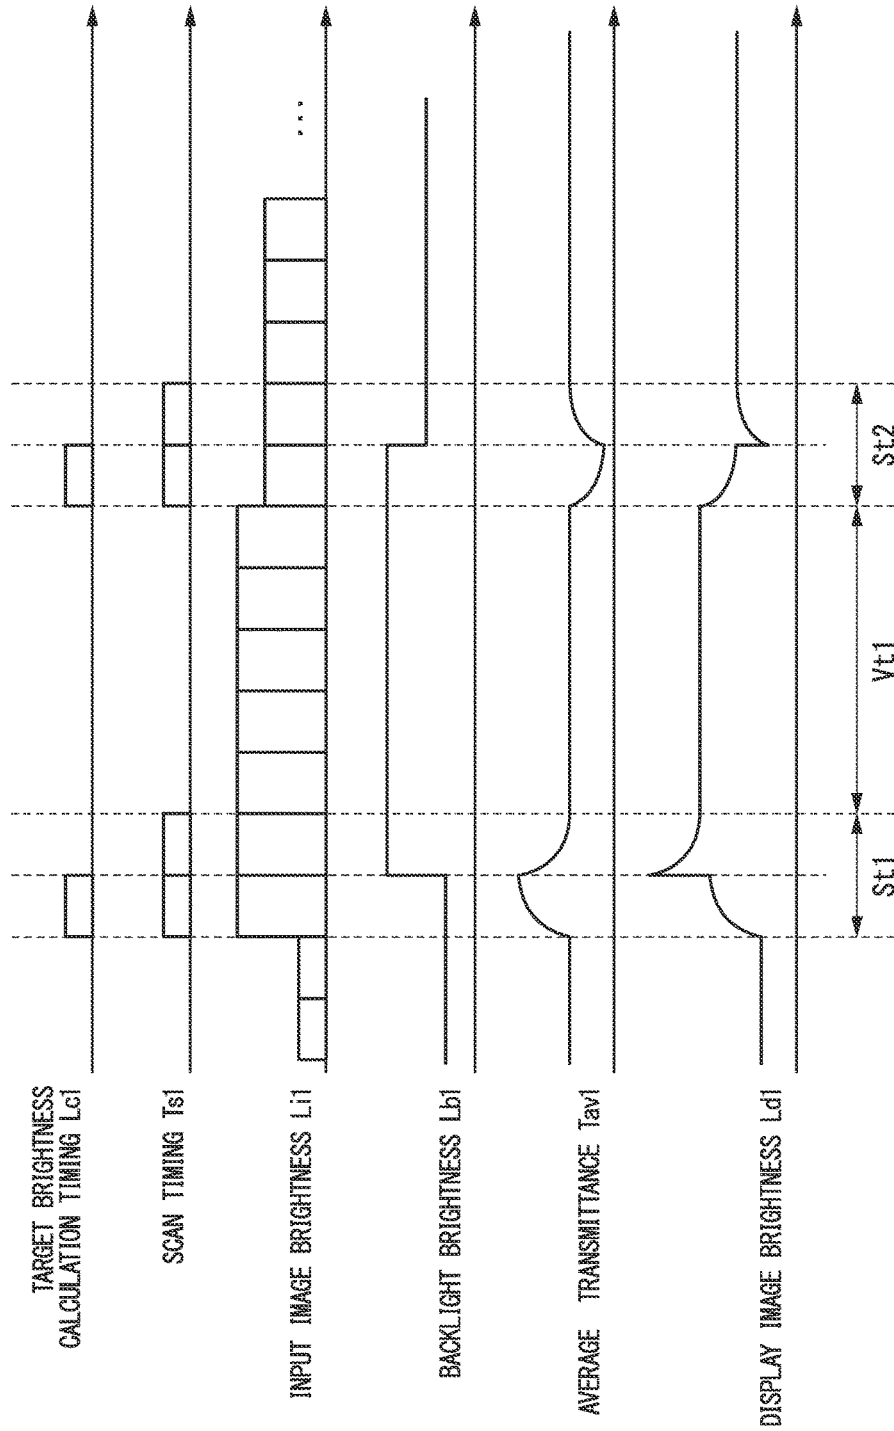 TARGET BRIGHTNESS
CALCULATION TIMING Lc1
SCAN TIMING Ts1
INPUT IMAGE BRIGHTNESS Li1
...
BACKLIGHT BRIGHTNESS Lb1
AVERAGE TRANSMITTANCE Tav1
DISPLAY IMAGE BRIGHTNESS Ld1
St1
Vt1
St2